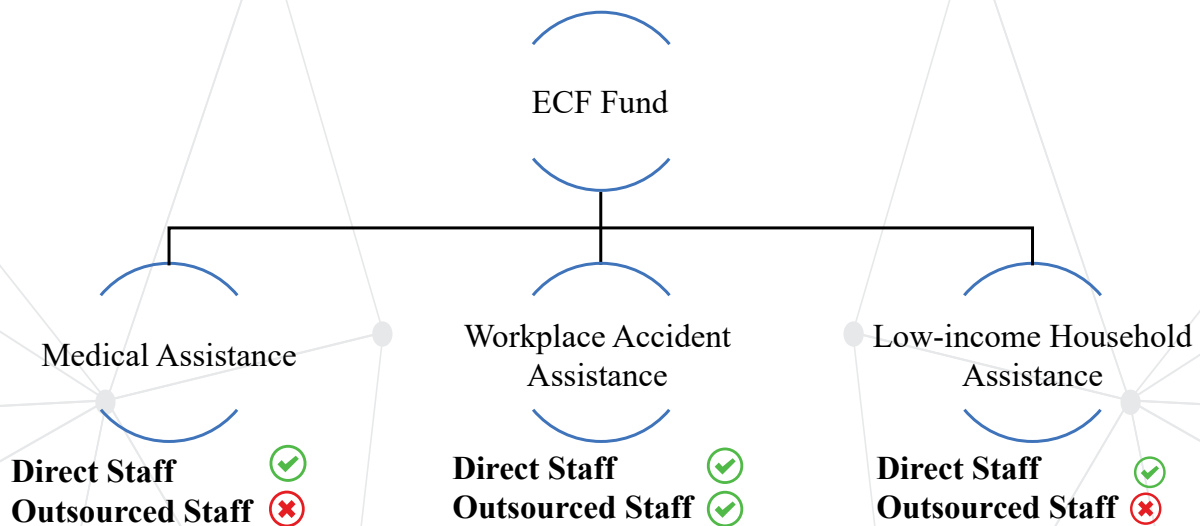 ECF Fund
Medical Assistance
Workplace Accident
Assistance
Low-income Household
Assistance
Direct Staff
Outsourced Staff
Direct Staff
Outsourced Staff
Direct Staff
Outsourced Staff